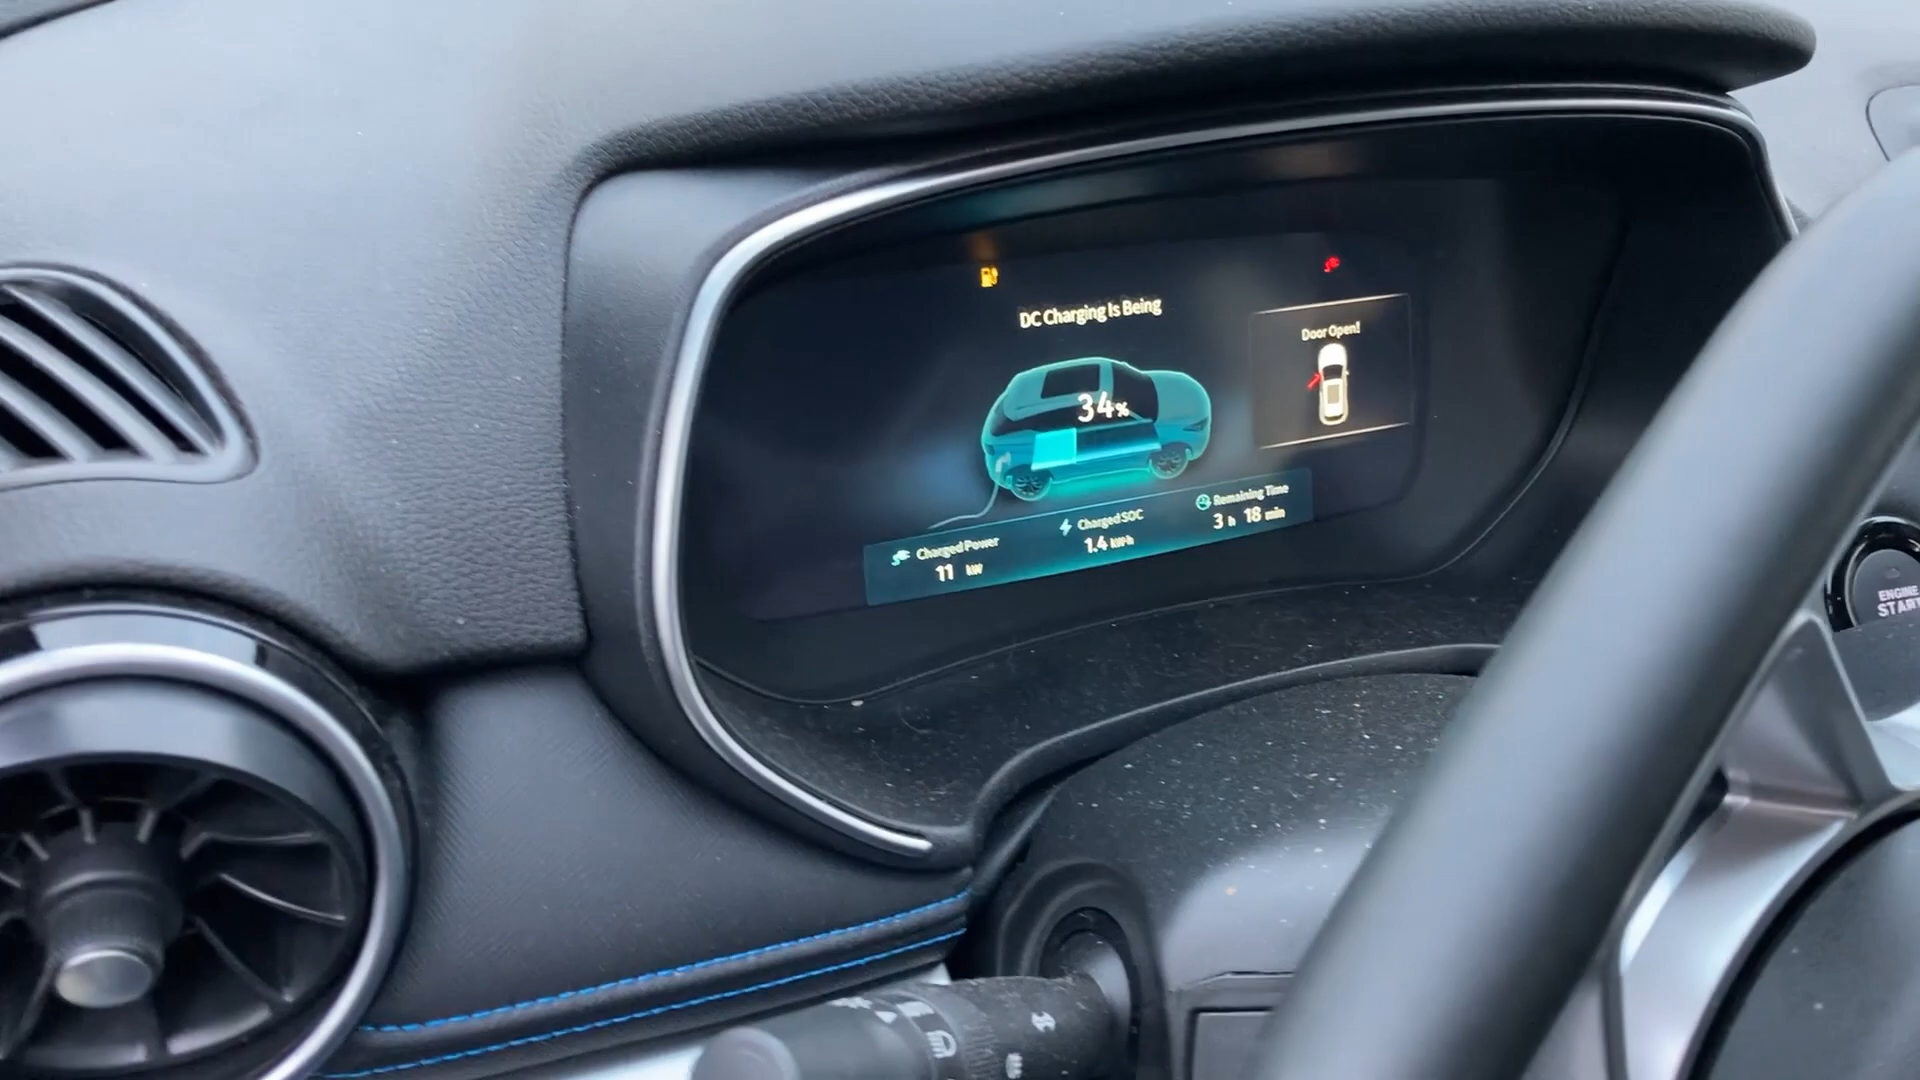 DC Charging Is Being
Door Open!
34%
Charged Power
11 kW
Charged SOC
1.4 kW·h
Remaining Time
3 h 18 min
ENGINE
START